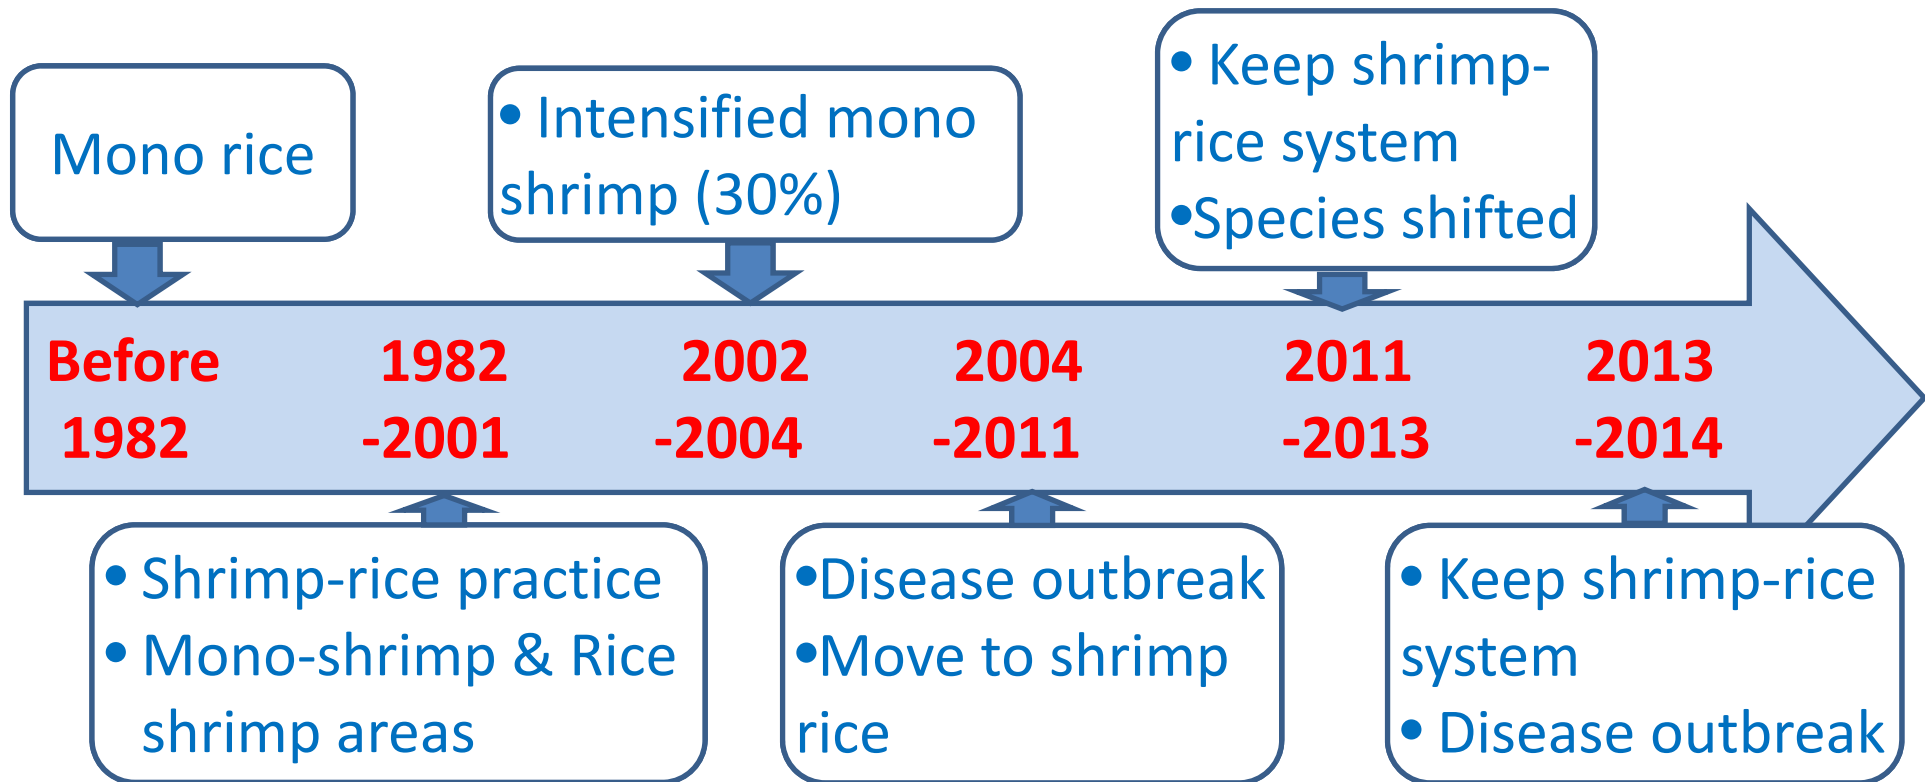 Mono rice
• Intensified mono
shrimp (30%)
• Keep shrimp-
rice system
•Species shifted
Before
1982
1982
-2001
2002
-2004
2004
-2011
2011
-2013
2013
-2014
• Shrimp-rice practice
• Mono-shrimp & Rice
shrimp areas
•Disease outbreak
•Move to shrimp
rice
• Keep shrimp-rice
system
• Disease outbreak